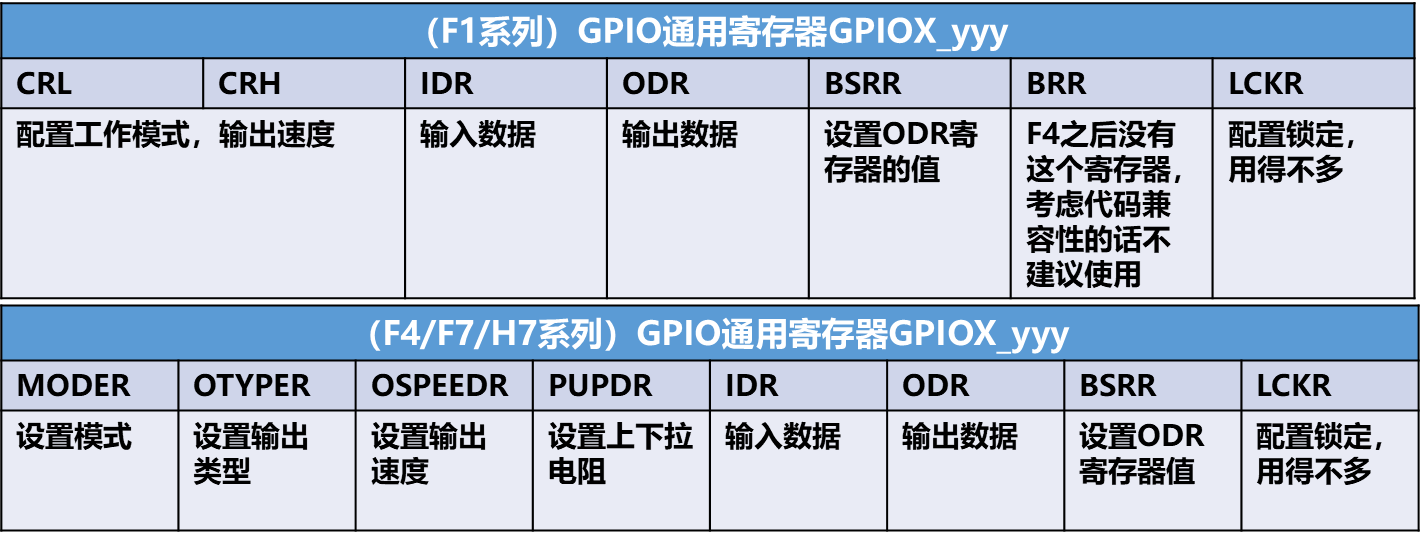 （F1系列）GPIO通用寄存器GPIOX_yyy
CRL CRH IDR ODR BSRR BRR LCKR
配置工作模式，输出速度
输入数据
输出数据
设置ODR寄
存器的值
F4之后没有
这个寄存器，
考虑代码兼
容性的话不
建议使用
配置锁定，
用得不多
（F4/F7/H7系列）GPIO通用寄存器GPIOX_yyy
MODER OTYPER OSPEEDR PUPDR IDR ODR BSRR LCKR
设置模式
设置输出
类型
设置输出
速度
设置上下拉
电阻
输入数据
输出数据
设置ODR
寄存器值
配置锁定，
用得不多